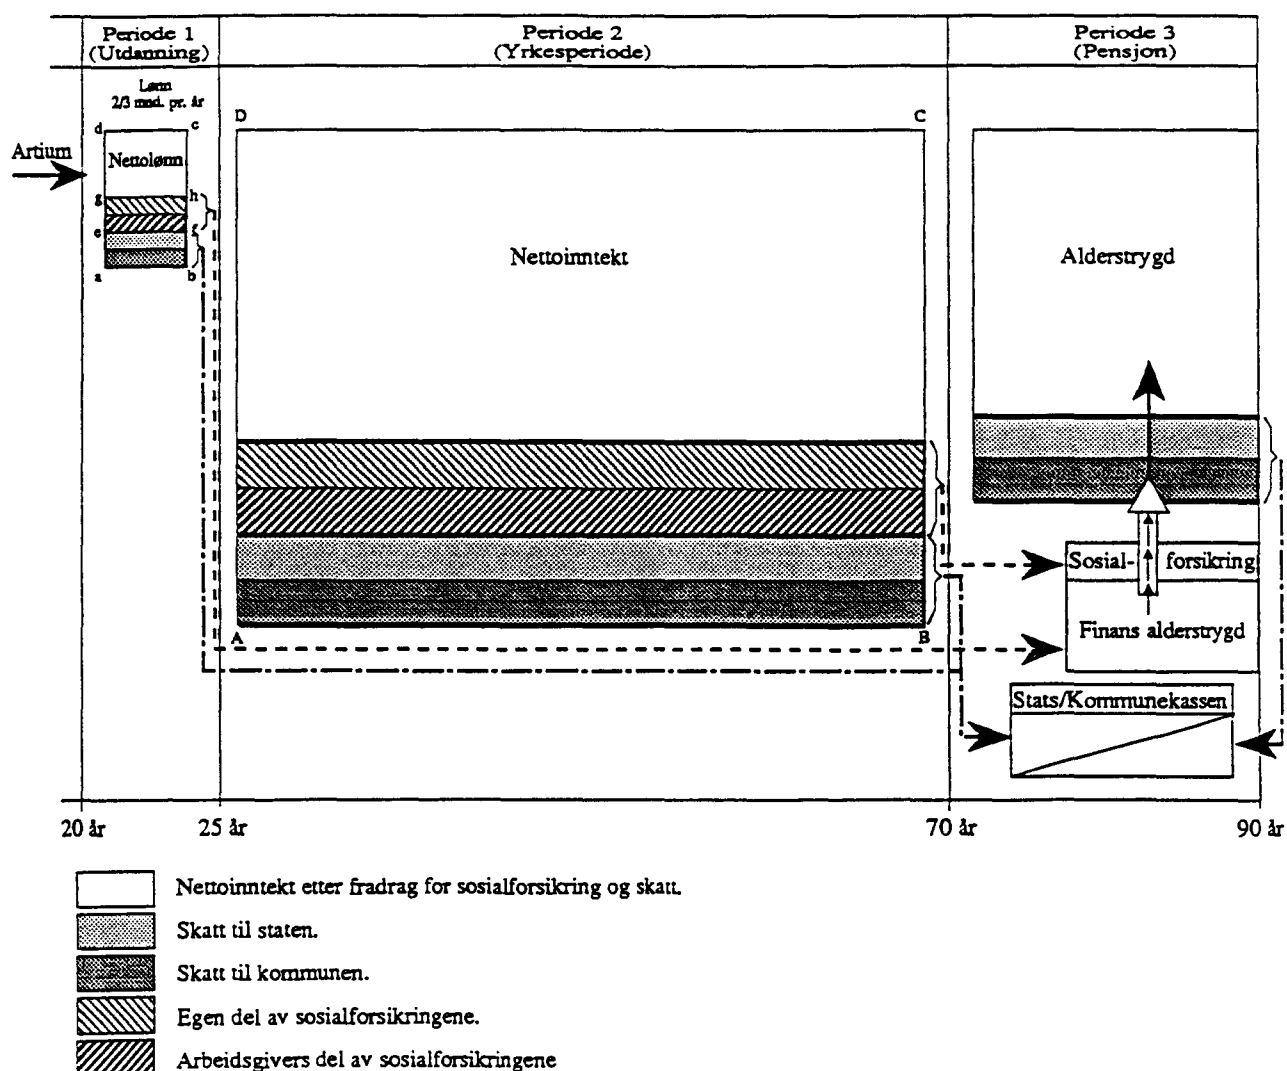 Periode 1
(Utdanning)
Periode 2
(Yrkesperiode)
Periode 3
(Pensjon)
Lønn
2/3 mnd. pr. år
d
c
D
C
Artium
Nettolønn
g
h
e
f
a
b
Nettoinntekt
Alderstrygd
A
B
Sosial- forsikring
Finans alderstrygd
Stats/Kommunekassen
20 år
25 år
70 år
90 år
Nettoinntekt etter fradrag for sosialforsikring og skatt.
Skatt til staten.
Skatt til kommunen.
Egen del av sosialforsikringene.
Arbeidsgivers del av sosialforsikringene